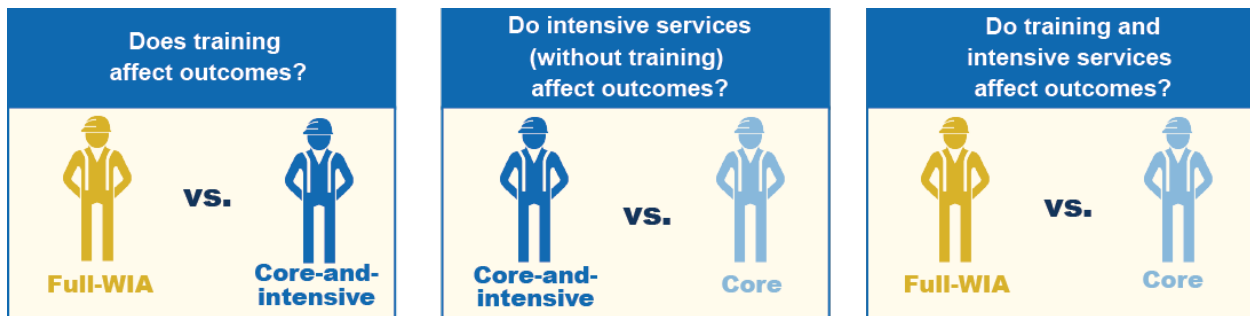 Does training
affect outcomes?
Full-WIA
vs.
Core-and-
intensive
Do intensive services
(without training)
affect outcomes?
Core-and-
intensive
vs.
Core
Do training and
intensive services
affect outcomes?
Full-WIA
vs.
Core